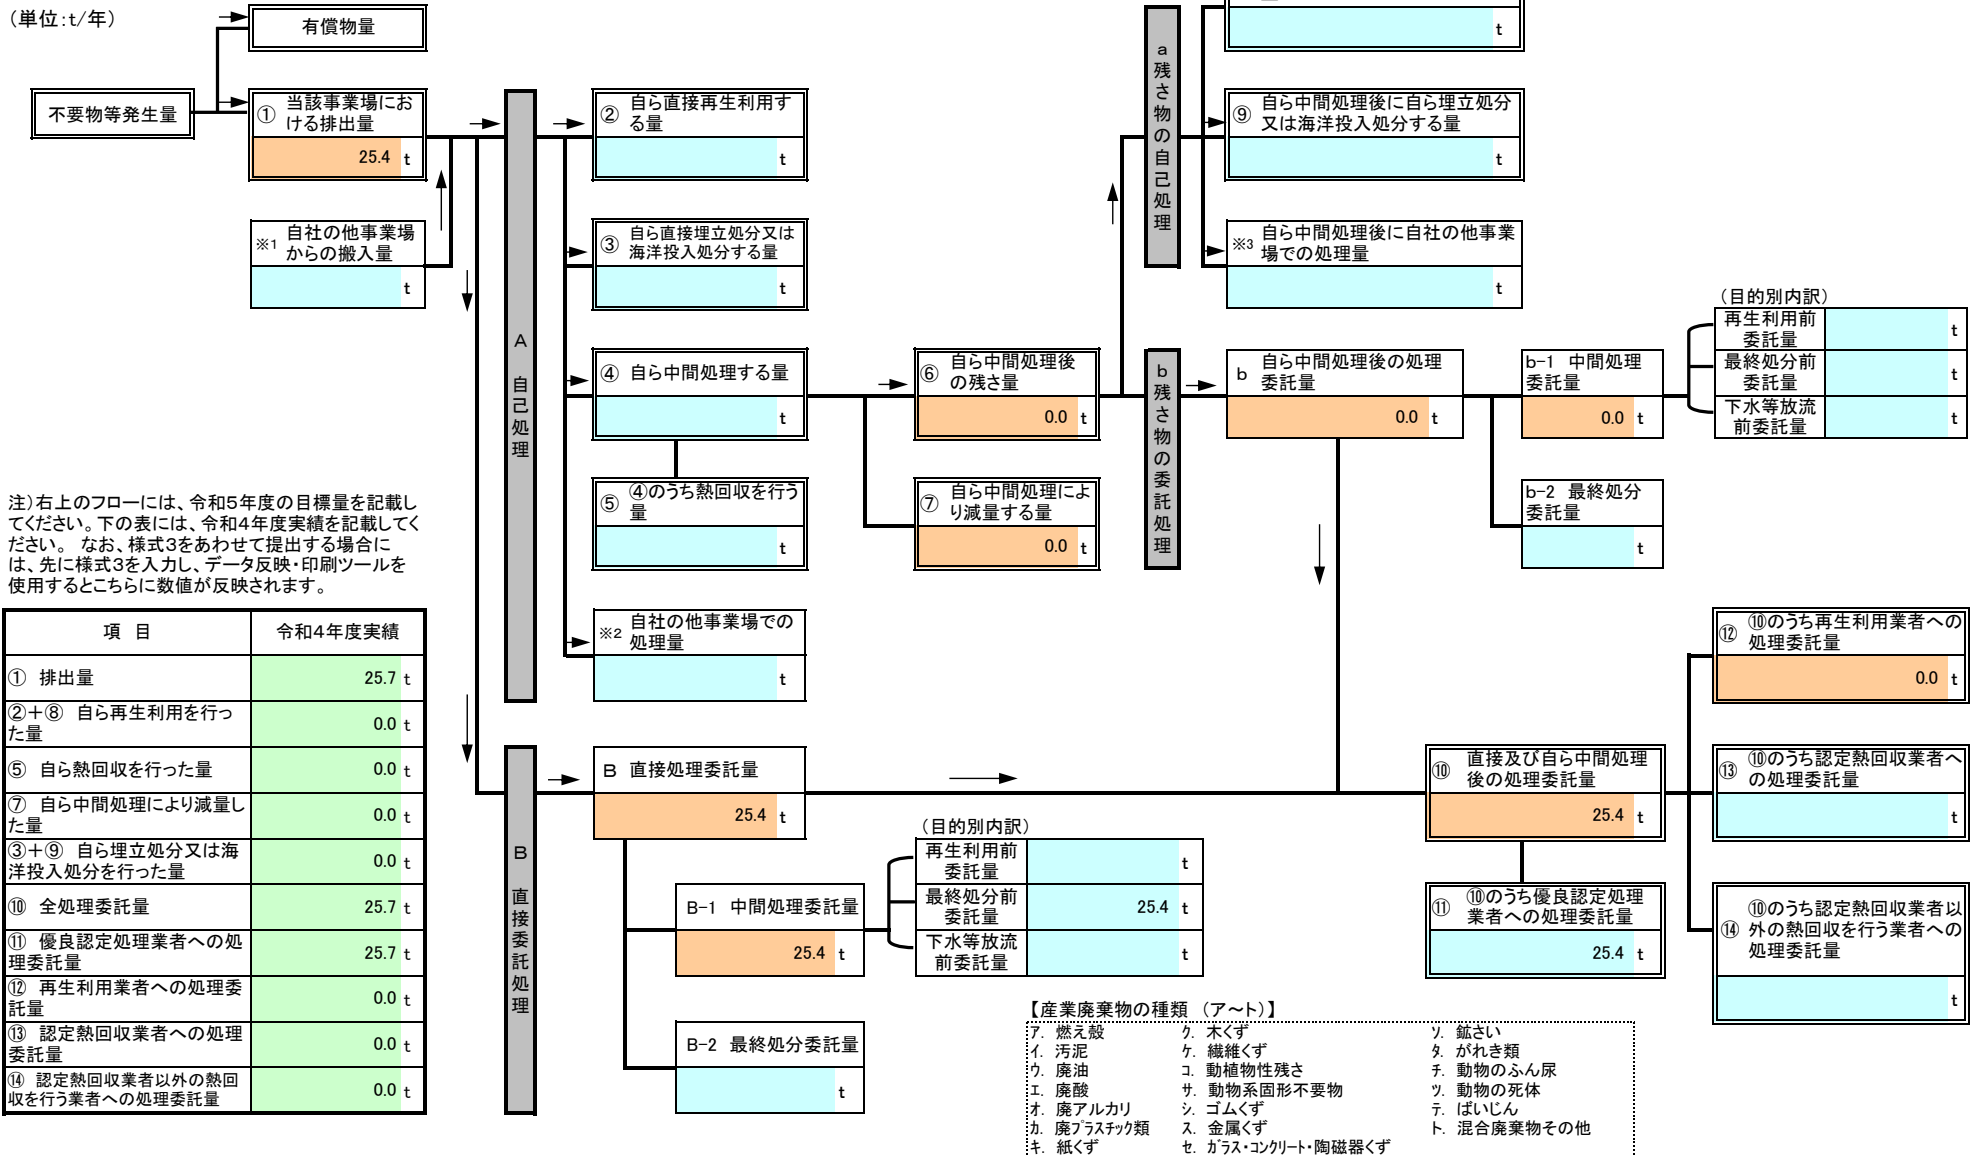 (単位:t/年)
有償物量
不要物等発生量
① 当該事業場にお
ける排出量
25.4 t
※1 自社の他事業場
からの搬入量
t
A 自己処理
② 自ら直接再生利用す
る量
t
③ 自ら直接埋立処分又は
海洋投入処分する量
t
④ 自ら中間処理する量
t
⑤ ④のうち熱回収を行う
量
t
※2 自社の他事業場での
処理量
t
⑥ 自ら中間処理後
の残さ量
0.0 t
⑦ 自ら中間処理によ
り減量する量
0.0 t
a 残さ物の自己処理
t
⑨ 自ら中間処理後に自ら埋立処分
又は海洋投入処分する量
t
※3 自ら中間処理後に自社の他事業
場での処理量
t
b 残さ物の委託処理
b 自ら中間処理後の処理
委託量
0.0 t
b-1 中間処理
委託量
0.0 t
b-2 最終処分
委託量
t
(目的別内訳)
再生利用前
委託量
t
最終処分前
委託量
t
下水等放流
前委託量
t
注)右上のフローには、令和5年度の目標量を記載し
てください。下の表には、令和4年度実績を記載してく
ださい。 なお、様式3をあわせて提出する場合に
は、先に様式3を入力し、データ反映・印刷ツールを
使用するとこちらに数値が反映されます。
項 目 令和4年度実績
① 排出量 25.7 t
②+⑧ 自ら再生利用を行っ
た量 0.0 t
⑤ 自ら熱回収を行った量 0.0 t
⑦ 自ら中間処理により減量し
た量 0.0 t
③+⑨ 自ら埋立処分又は海
洋投入処分を行った量 0.0 t
⑩ 全処理委託量 25.7 t
⑪ 優良認定処理業者への処
理委託量 25.7 t
⑫ 再生利用業者への処理委
託量 0.0 t
⑬ 認定熱回収業者への処理
委託量 0.0 t
⑭ 認定熱回収業者以外の熱回
収を行う業者への処理委託量 0.0 t
B 直接委託処理
B 直接処理委託量
25.4 t
B-1 中間処理委託量
25.4 t
B-2 最終処分委託量
t
(目的別内訳)
再生利用前
委託量
t
最終処分前
委託量
25.4 t
下水等放流
前委託量
t
⑩ 直接及び自ら中間処理
後の処理委託量
25.4 t
⑪ ⑩のうち優良認定処理
業者への処理委託量
25.4 t
⑫ ⑩のうち再生利用業者への
処理委託量
0.0 t
⑬ ⑩のうち認定熱回収業者へ
の処理委託量
t
⑭ ⑩のうち認定熱回収業者以
外の熱回収を行う業者への
処理委託量
t
【産業廃棄物の種類 (ア~ト)】
ア. 燃え殻 ク. 木くず ソ. 鉱さい
イ. 汚泥 ケ. 繊維くず タ. がれき類
ウ. 廃油 コ. 動植物性残さ チ. 動物のふん尿
エ. 廃酸 サ. 動物系固形不要物 ツ. 動物の死体
オ. 廃アルカリ シ. ゴムくず テ. ばいじん
カ. 廃プラスチック類 ス. 金属くず ト. 混合廃棄物その他
キ. 紙くず セ. ガラス・コンクリート・陶磁器くず